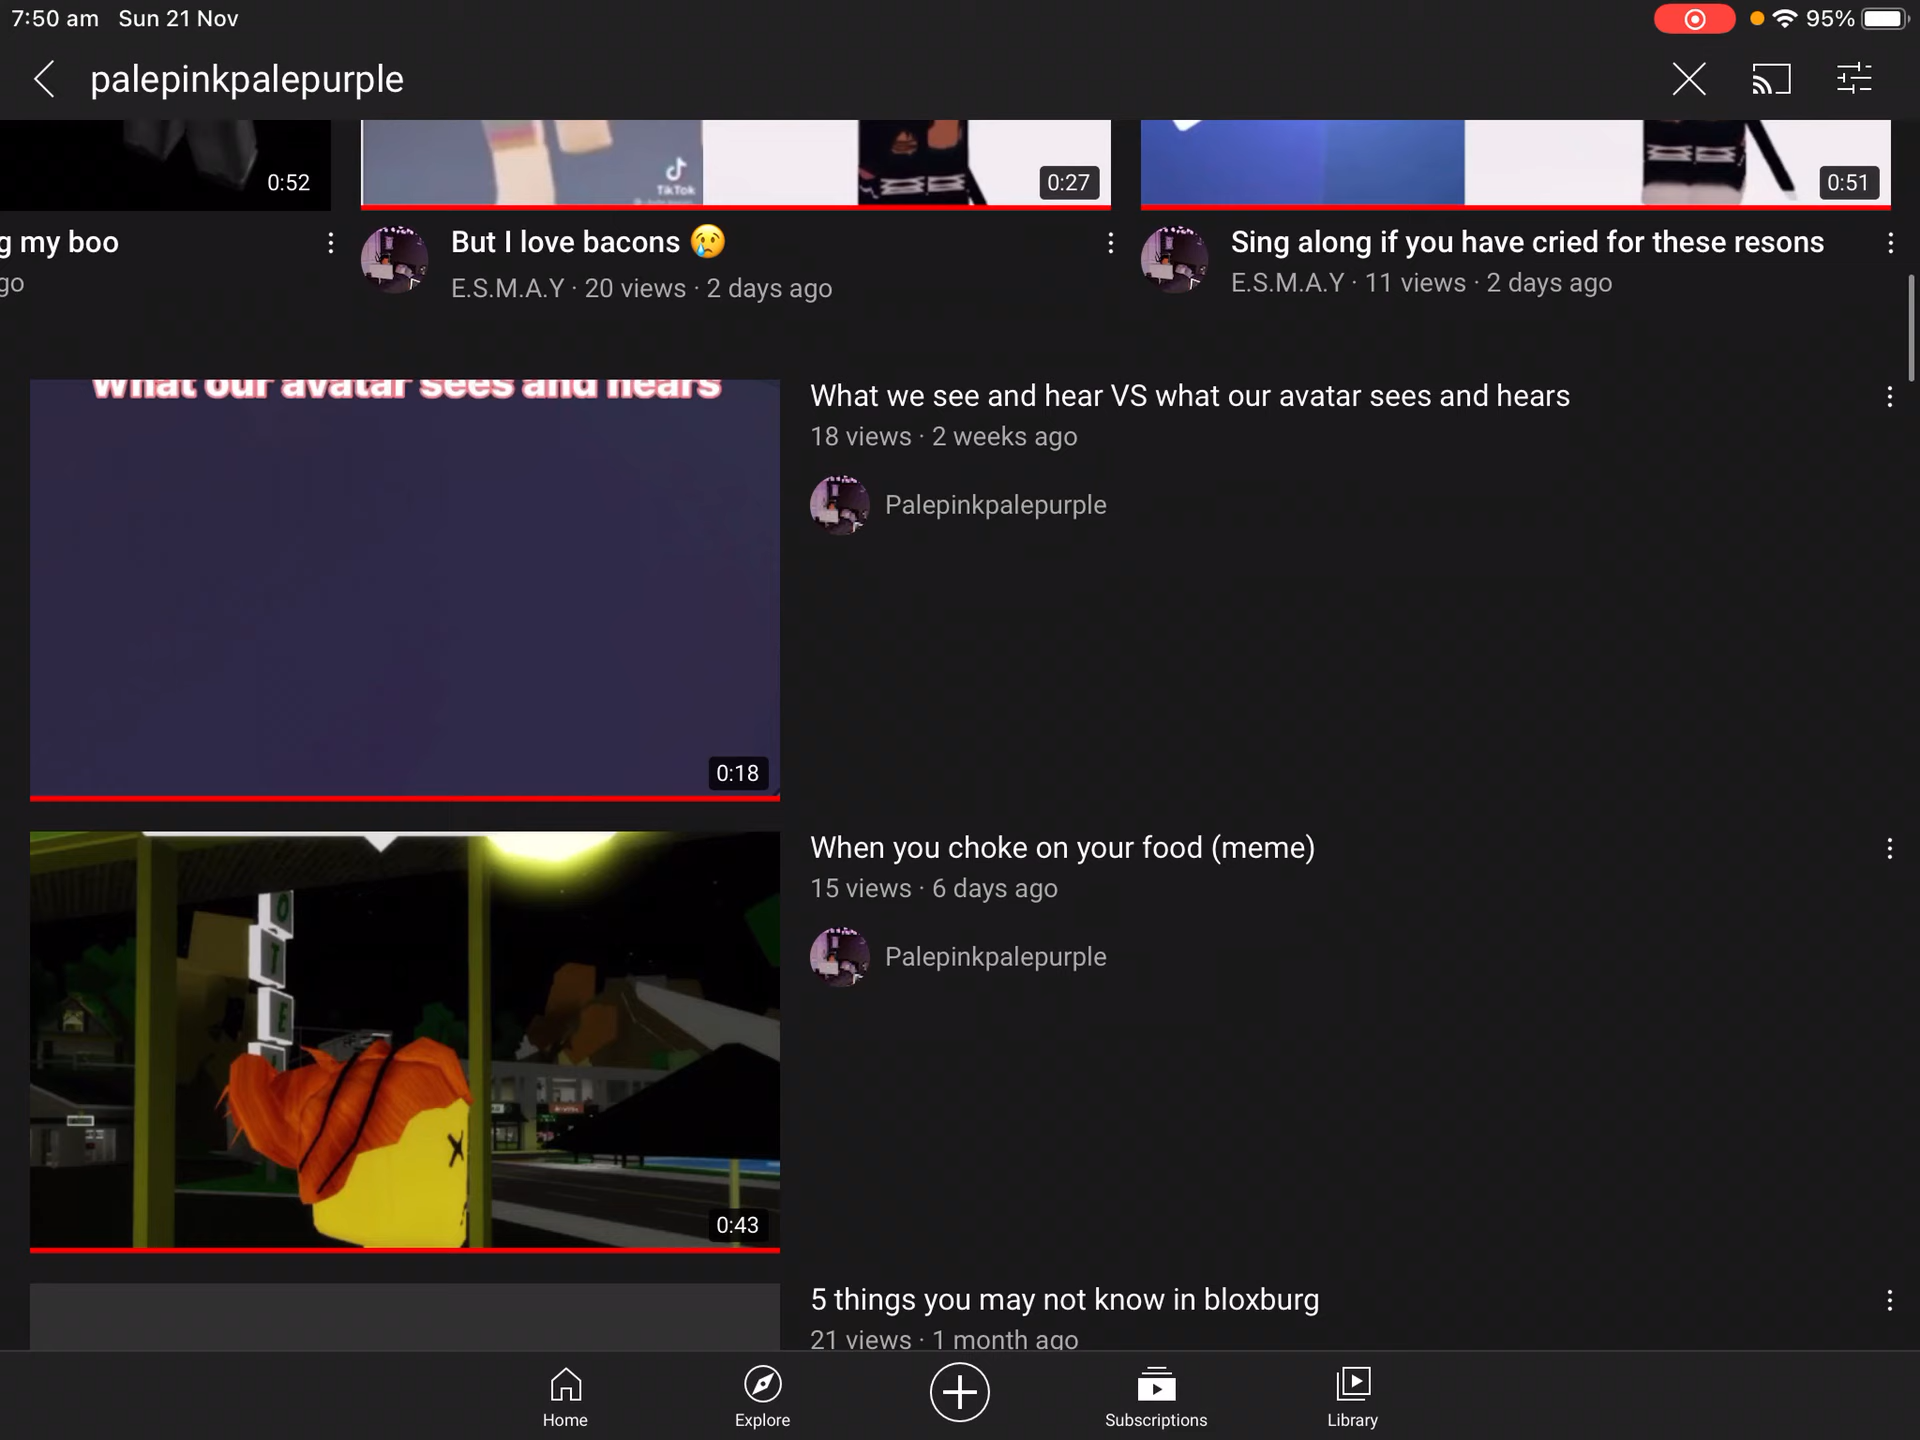 7:50 am Sun 21 Nov
95%
palepinkpalepurple
0:52
TikTok
0:27
0:51
g my boo
But I love bacons 😢
Sing along if you have cried for these resons
go
E.S.M.A.Y · 20 views · 2 days ago
E.S.M.A.Y · 11 views · 2 days ago
What our avatar sees and hears
What we see and hear VS what our avatar sees and hears
18 views · 2 weeks ago
Palepinkpalepurple
0:18
When you choke on your food (meme)
15 views · 6 days ago
Palepinkpalepurple
O
T
E
0:43
5 things you may not know in bloxburg
21 views · 1 month ago
Home
Explore
Subscriptions
Library